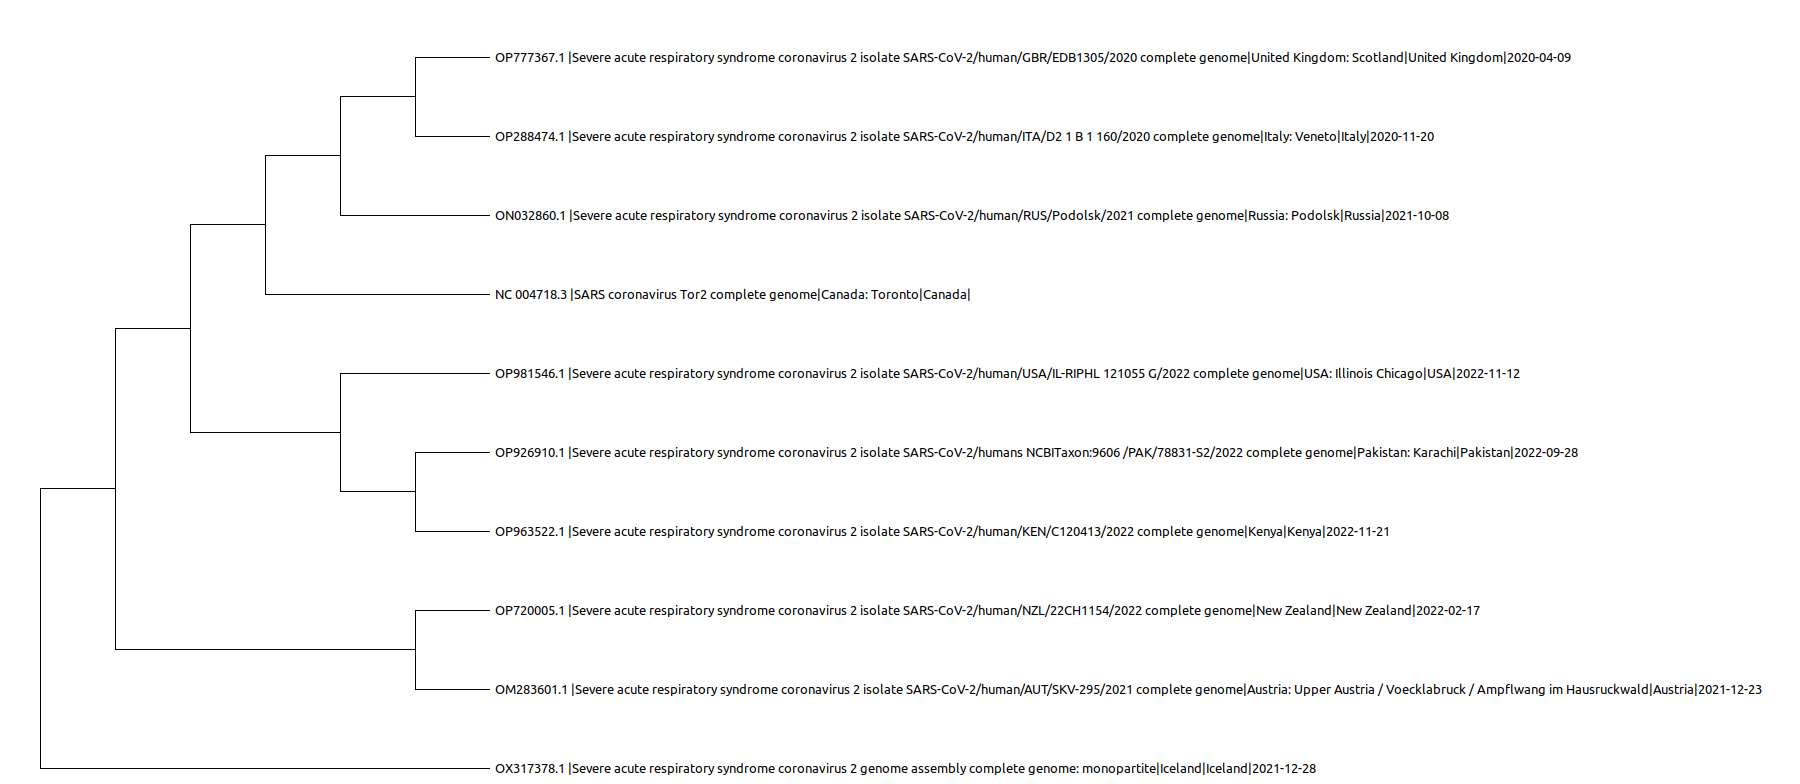 OP777367.1 |Severe acute respiratory syndrome coronavirus 2 isolate SARS-CoV-2/human/GBR/EDB1305/2020 complete genome|United Kingdom: Scotland|United Kingdom|2020-04-09
OP288474.1 |Severe acute respiratory syndrome coronavirus 2 isolate SARS-CoV-2/human/ITA/D2 1 B 1 160/2020 complete genome|Italy: Veneto|Italy|2020-11-20
ON032860.1 |Severe acute respiratory syndrome coronavirus 2 isolate SARS-CoV-2/human/RUS/Podolsk/2021 complete genome|Russia: Podolsk|Russia|2021-10-08
NC 004718.3 |SARS coronavirus Tor2 complete genome|Canada: Toronto|Canada|
OP981546.1 |Severe acute respiratory syndrome coronavirus 2 isolate SARS-CoV-2/human/USA/IL-RIPHL 121055 G/2022 complete genome|USA: Illinois Chicago|USA|2022-11-12
OP926910.1 |Severe acute respiratory syndrome coronavirus 2 isolate SARS-CoV-2/humans NCBITaxon:9606 /PAK/78831-S2/2022 complete genome|Pakistan: Karachi|Pakistan|2022-09-28
OP963522.1 |Severe acute respiratory syndrome coronavirus 2 isolate SARS-CoV-2/human/KEN/C120413/2022 complete genome|Kenya|Kenya|2022-11-21
OP720005.1 |Severe acute respiratory syndrome coronavirus 2 isolate SARS-CoV-2/human/NZL/22CH1154/2022 complete genome|New Zealand|New Zealand|2022-02-17
OM283601.1 |Severe acute respiratory syndrome coronavirus 2 isolate SARS-CoV-2/human/AUT/SKV-295/2021 complete genome|Austria: Upper Austria / Voecklabruck / Ampflwang im Hausruckwald|Austria|2021-12-23
OX317378.1 |Severe acute respiratory syndrome coronavirus 2 genome assembly complete genome: monopartite|Iceland|Iceland|2021-12-28